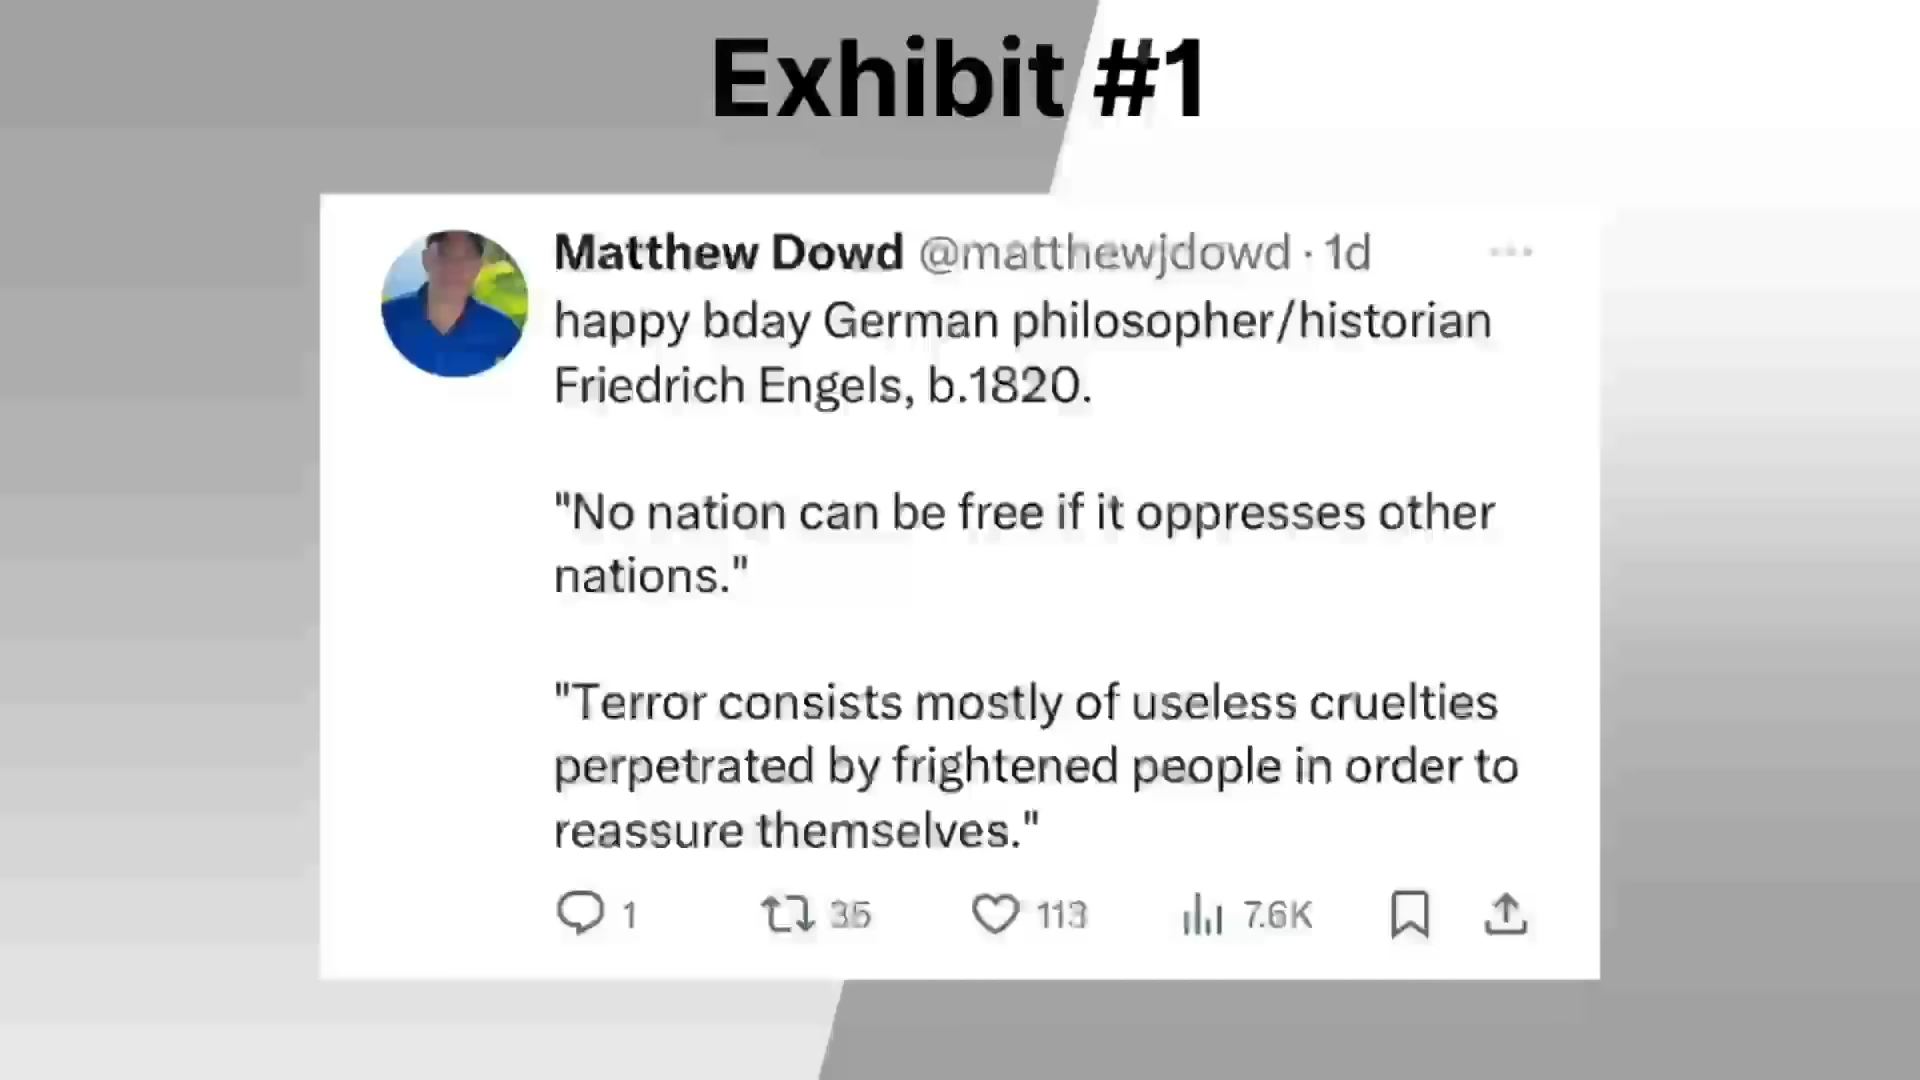 Exhibit #1
Matthew Dowd @matthewjdowd · 1d
happy bday German philosopher/historian
Friedrich Engels, b.1820.
"No nation can be free if it oppresses other
nations."
"Terror consists mostly of useless cruelties
perpetrated by frightened people in order to
reassure themselves."
1 35 113 7.6K